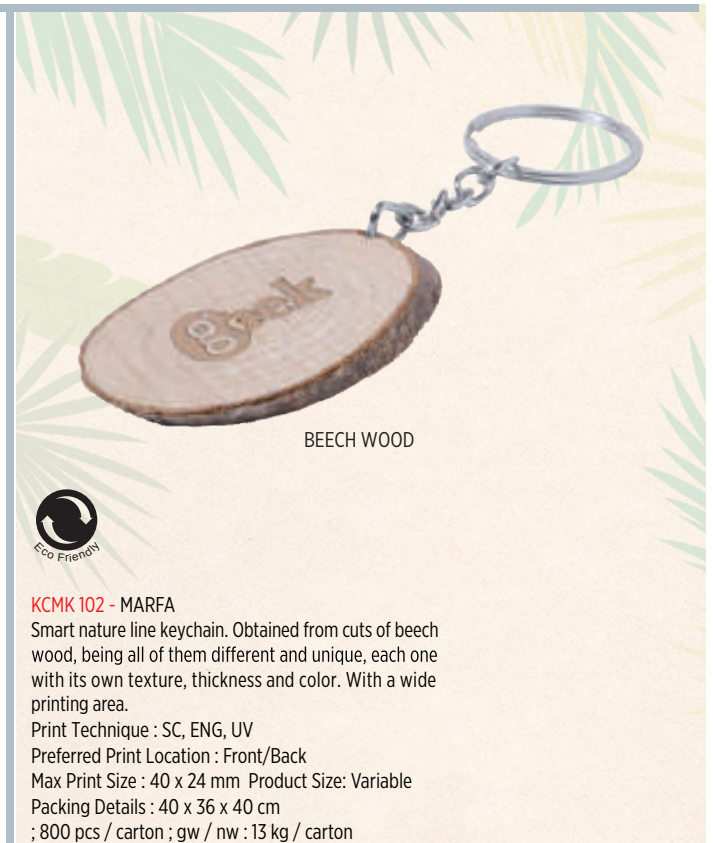 geek
BEECH WOOD
Eco Friendly
KCMK 102 - MARFA
Smart nature line keychain. Obtained from cuts of beech
wood, being all of them different and unique, each one
with its own texture, thickness and color. With a wide
printing area.
Print Technique : SC, ENG, UV
Preferred Print Location : Front/Back
Max Print Size : 40 x 24 mm  Product Size: Variable
Packing Details : 40 x 36 x 40 cm
; 800 pcs / carton ; gw / nw : 13 kg / carton